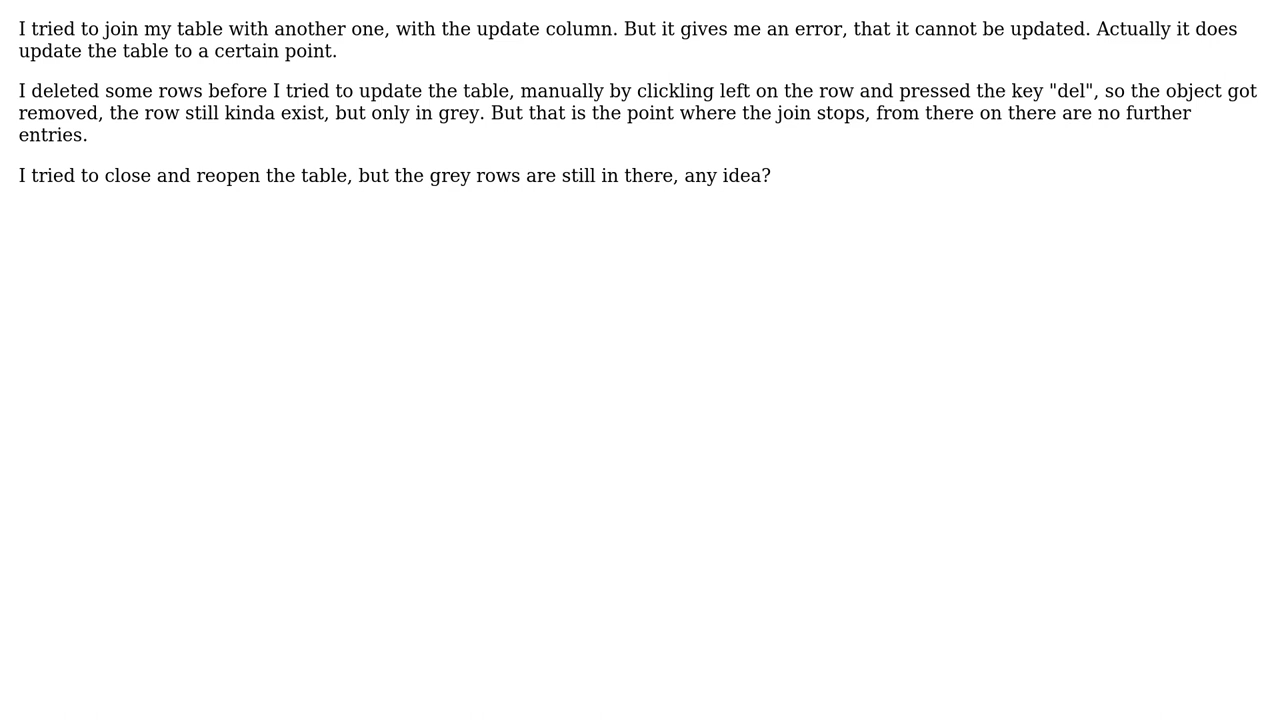 I tried to join my table with another one, with the update column. But it gives me an error, that it cannot be updated. Actually it does
update the table to a certain point.
I deleted some rows before I tried to update the table, manually by clickling left on the row and pressed the key "del", so the object got
removed, the row still kinda exist, but only in grey. But that is the point where the join stops, from there on there are no further
entries.
I tried to close and reopen the table, but the grey rows are still in there, any idea?